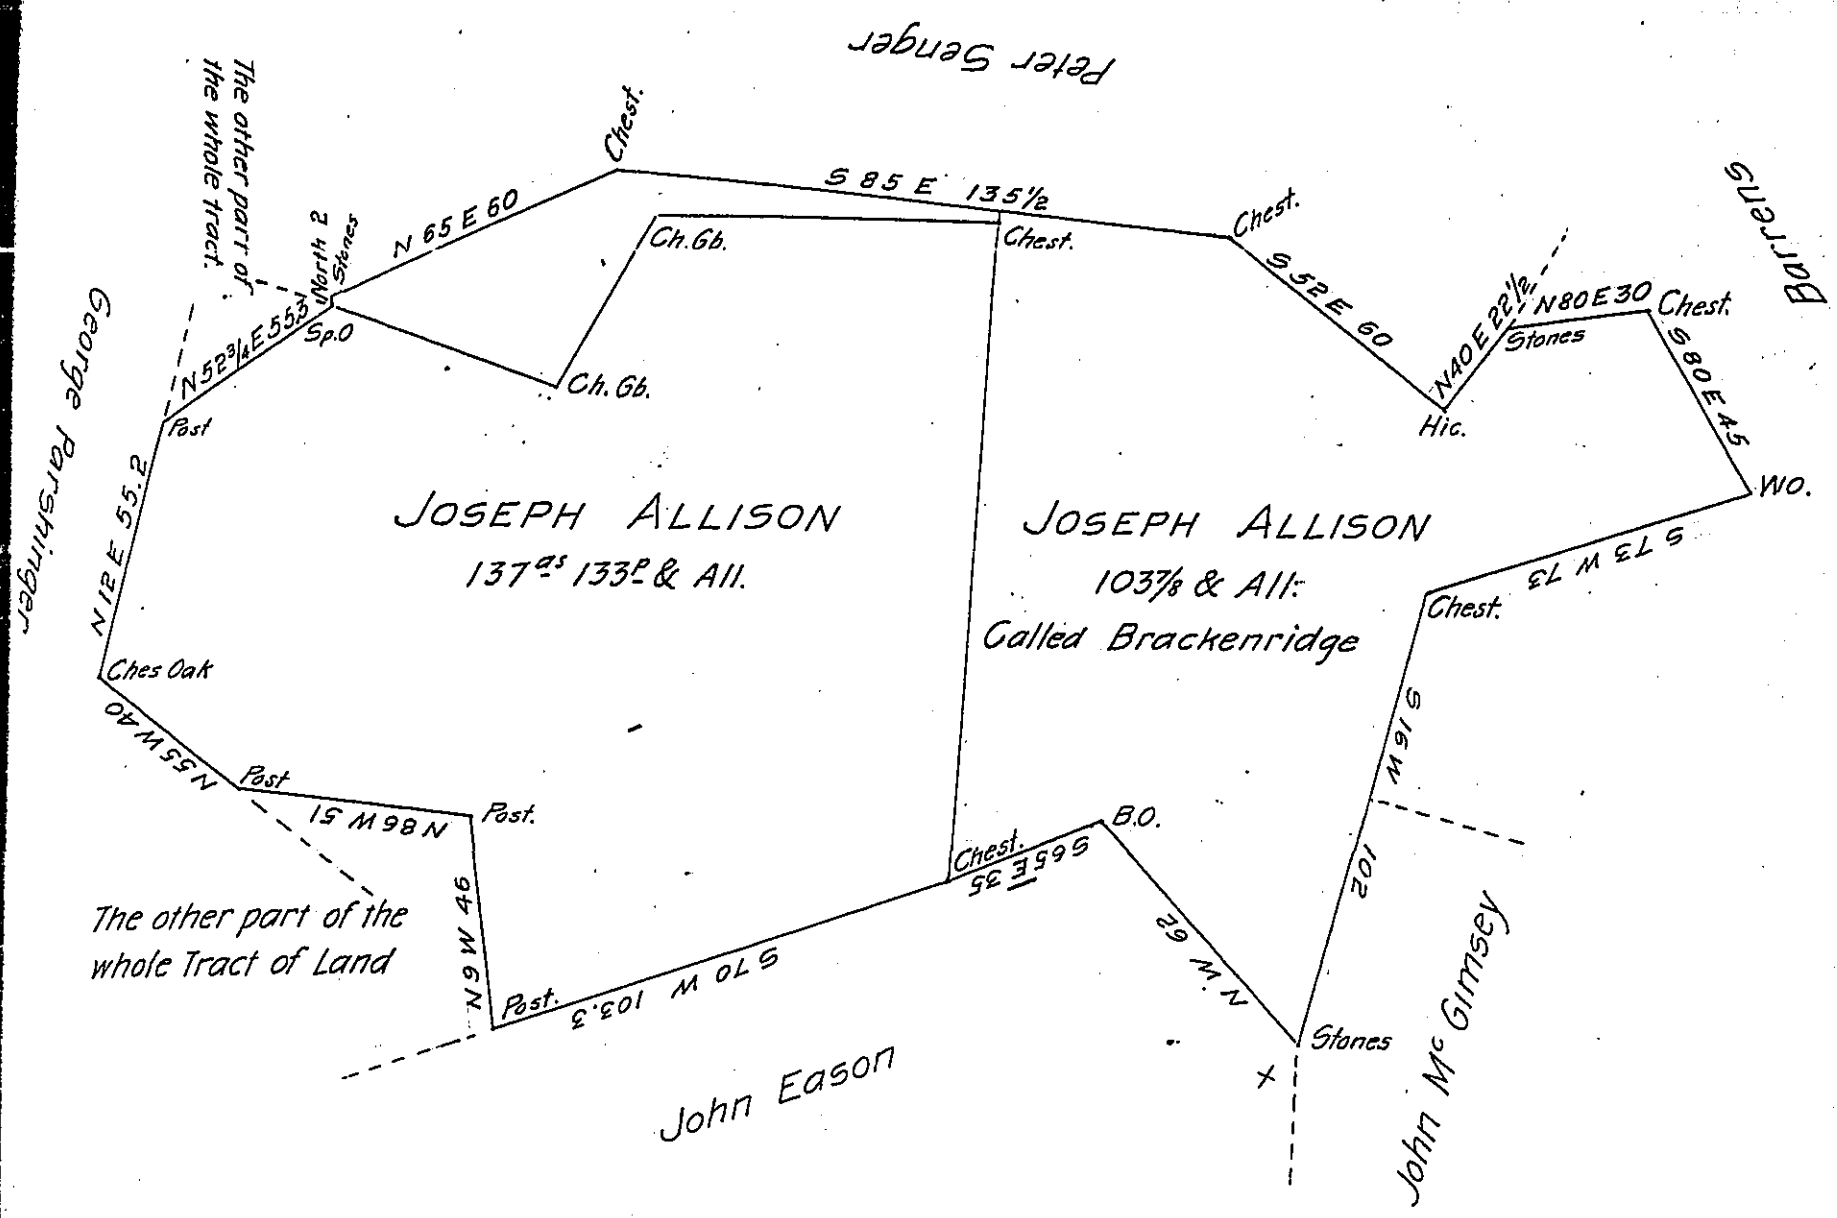 Peter Senger
Barrens
The other part of
the whole tract.
George Parshinger
John Eason
John Mc Gimsey
The other part of the
whole Tract of Land
JOSEPH ALLISON
137as 133P & All.
JOSEPH ALLISON
103⅞ & All:
Called Brackenridge
Chest.
S 85 E 135½
Chest.
Chest.
S 52 E 60
Hic.
N40E 22½
Stones
N80E30
Chest.
S 80 E 45
W.O.
S 73 W 73
Chest.
S 16 W
102
Stones
X
N. W 62
B.O.
S 65 E 35
Chest.
S 70 W 103.3
Post.
N 9 W 46
Post.
N 86 W 51
Post
N 55 W 40
Ches Oak
N 12 E 55.2
Post
N 52¾ E 55.3
Sp.O
North 2
Stones
N 65 E 60
Ch. Gb.
Ch. Gb.